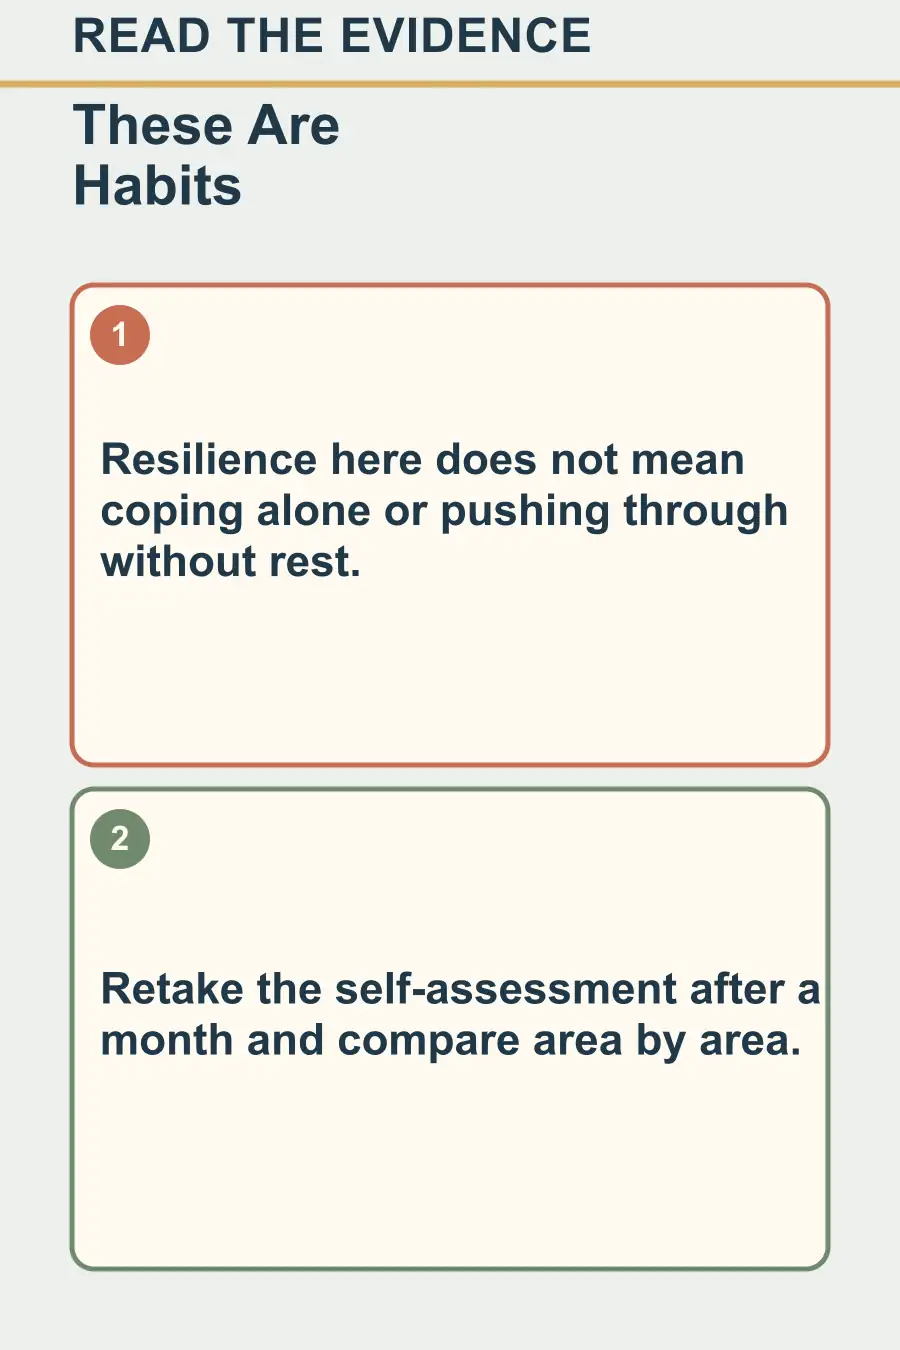 READ THE EVIDENCE
These Are
Habits
1
Resilience here does not mean
coping alone or pushing through
without rest.
2
Retake the self-assessment after a
month and compare area by area.